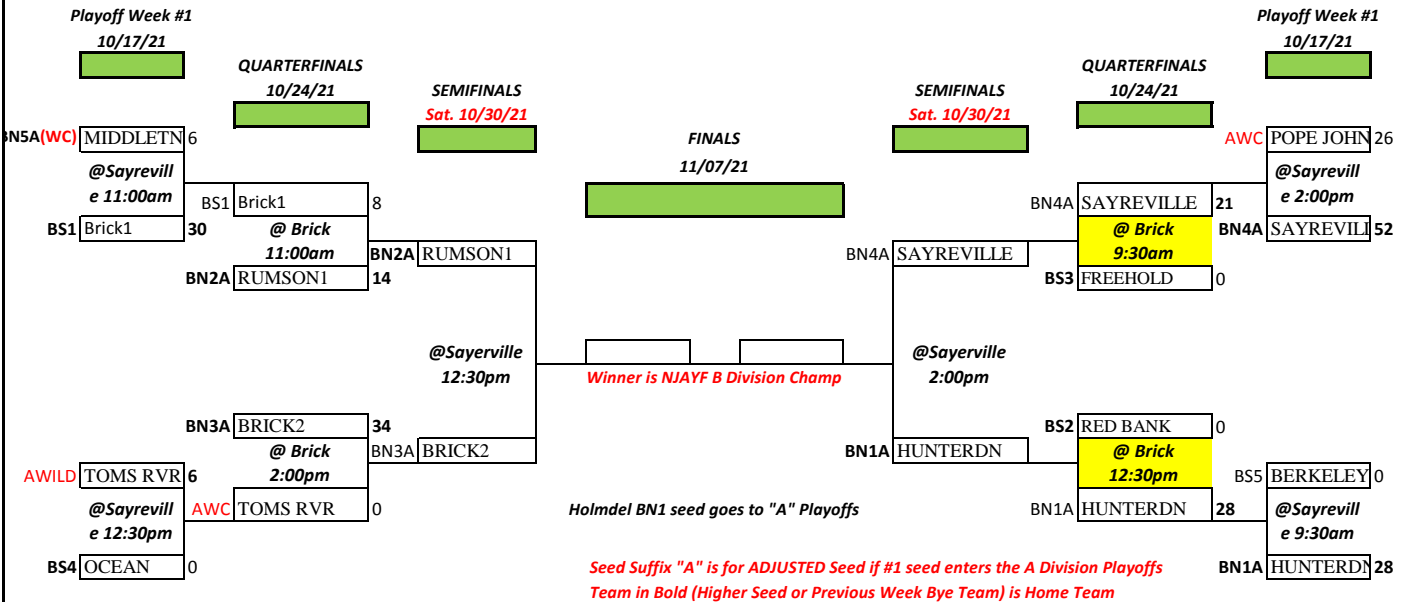 Playoff Week #1
10/17/21
QUARTERFINALS
10/24/21
SEMIFINALS
Sat. 10/30/21
FINALS
11/07/21
SEMIFINALS
Sat. 10/30/21
QUARTERFINALS
10/24/21
Playoff Week #1
10/17/21
BN5A(WC) MIDDLETN 6
@Sayrevill
e 11:00am
BS1 Brick1 30
BS1 Brick1 8
@ Brick
11:00am
BN2A RUMSON1 14
BN2A RUMSON1
@Sayerville
12:30pm
BN3A BRICK2
BN3A BRICK2 34
@ Brick
2:00pm
AWC TOMS RVR 0
AWILD TOMS RVR 6
@Sayrevill
e 12:30pm
BS4 OCEAN 0
Winner is NJAYF B Division Champ
BN4A SAYREVILLE
@Sayerville
2:00pm
BN1A HUNTERDN
BN4A SAYREVILLE 21
@ Brick
9:30am
BS3 FREEHOLD 0
BS2 RED BANK 0
@ Brick
12:30pm
BN1A HUNTERDN 28
AWC POPE JOHN 26
@Sayrevill
e 2:00pm
BN4A SAYREVILL 52
BS5 BERKELEY 0
@Sayrevill
e 9:30am
BN1A HUNTERDN 28
Holmdel BN1 seed goes to "A" Playoffs
Seed Suffix "A" is for ADJUSTED Seed if #1 seed enters the A Division Playoffs
Team in Bold (Higher Seed or Previous Week Bye Team) is Home Team